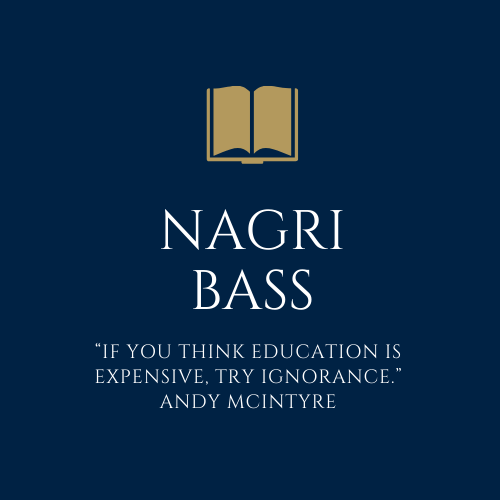 NAGRI
BASS
“IF YOU THINK EDUCATION IS
EXPENSIVE, TRY IGNORANCE.”
ANDY MCINTYRE